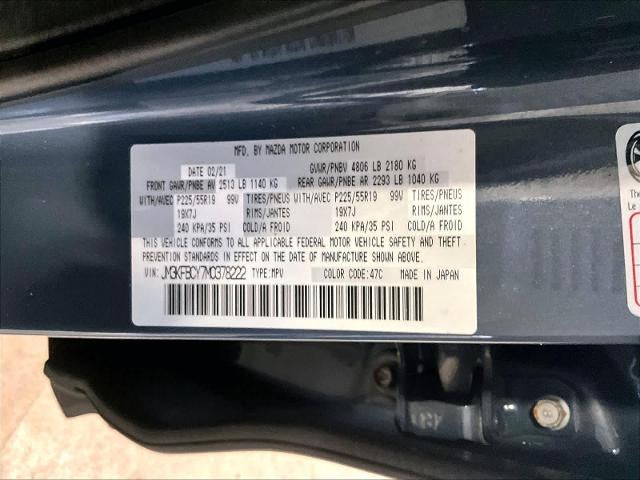 MFD. BY MAZDA MOTOR CORPORATION
DATE 02/21 GVWR/PNBV 4806 LB 2180 KG
FRONT GAWR/PNBE AV 2513 LB 1140 KG REAR GAWR/PNBE AR 2293 LB 1040 KG
WITH/AVEC P225/55R19 99V TIRES/PNEUS WITH/AVEC P225/55R19 99V TIRES/PNEUS
19X7J RIMS/JANTES 19X7J RIMS/JANTES
240 KPA/35 PSI COLD/A FROID 240 KPA/35 PSI COLD/A FROID
THIS VEHICLE CONFORMS TO ALL APPLICABLE FEDERAL MOTOR VEHICLE SAFETY AND THEFT
PREVENTION STANDARDS IN EFFECT ON THE DATE OF MANUFACTURE SHOWN ABOVE.
VIN: JM3KFBCY7M0378222 TYPE:MPV COLOR CODE:47C MADE IN JAPAN
Th
Le
8